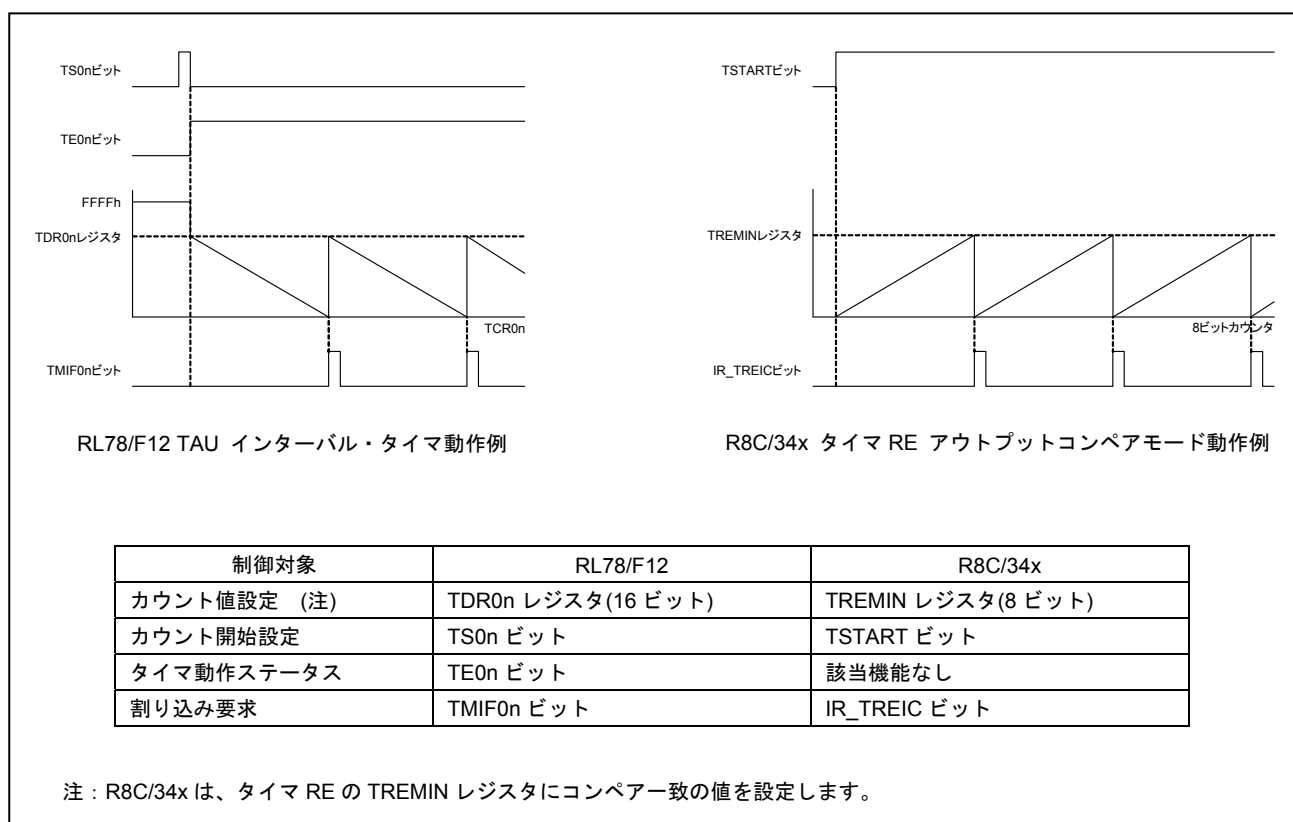 TS0nビット
TE0nビット
FFFFh
TDR0nレジスタ
TCR0n
TMIF0nビット
RL78/F12 TAU インターバル・タイマ動作例
TSTARTビット
TREMINレジスタ
8ビットカウンタ
IR_TREICビット
R8C/34x タイマ RE アウトプットコンペアモード動作例
制御対象 RL78/F12 R8C/34x
カウント値設定 (注) TDR0n レジスタ(16 ビット) TREMIN レジスタ(8 ビット)
カウント開始設定 TS0n ビット TSTART ビット
タイマ動作ステータス TE0n ビット 該当機能なし
割り込み要求 TMIF0n ビット IR_TREIC ビット
注：R8C/34x は、タイマ RE の TREMIN レジスタにコンペアー致の値を設定します。